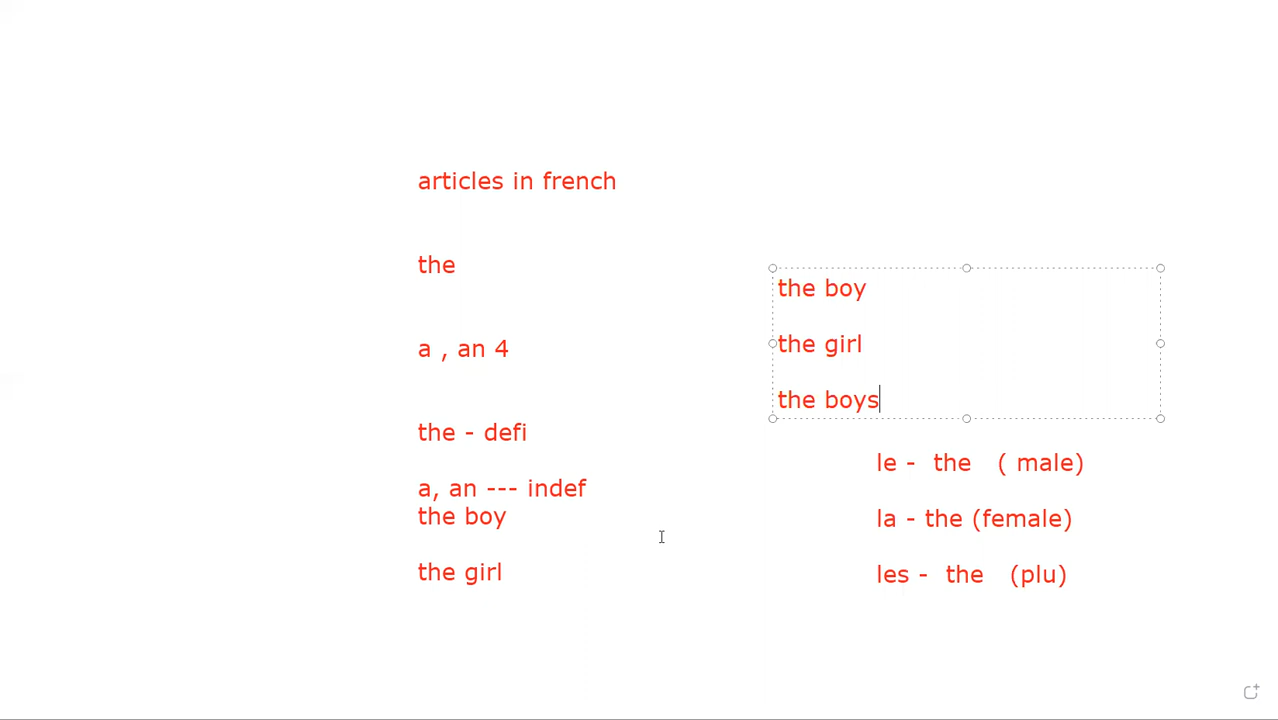 articles in french
the
a , an 4
the - defi
a, an --- indef
the boy
the girl
the boy
the girl
the boys
le - the ( male)
la - the (female)
les - the (plu)